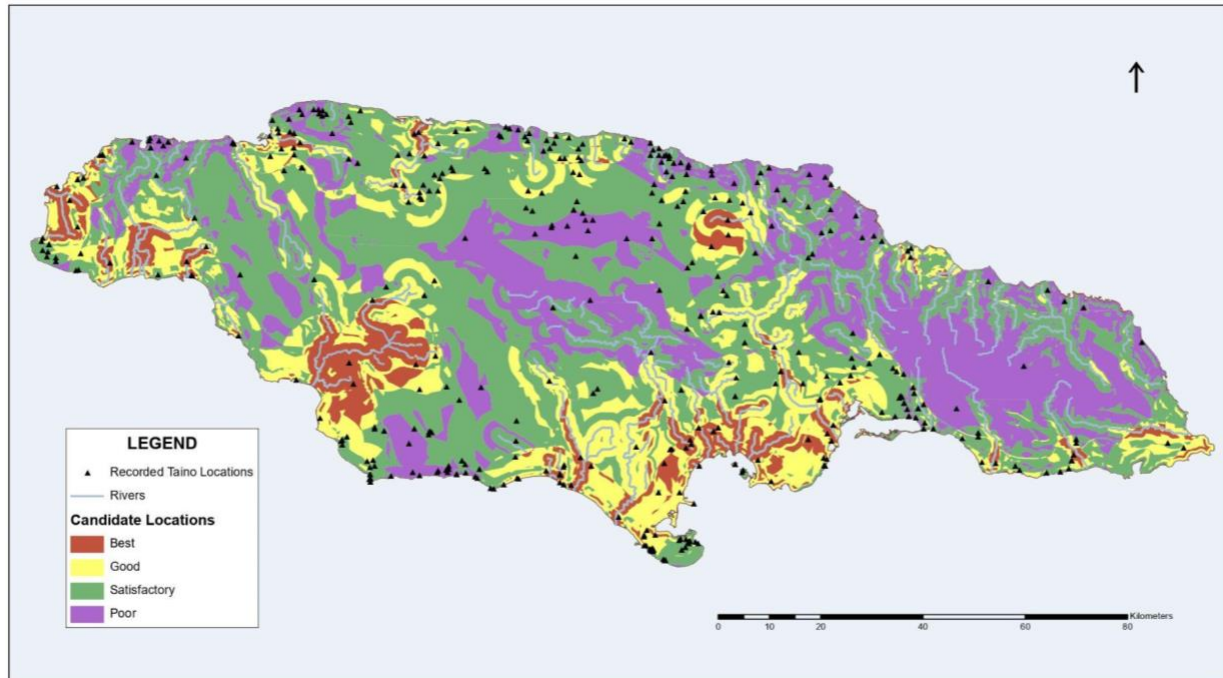 LEGEND
Recorded Taino Locations
Rivers
Candidate Locations
Best
Good
Satisfactory
Poor
Kilometers
0 10 20 40 60 80